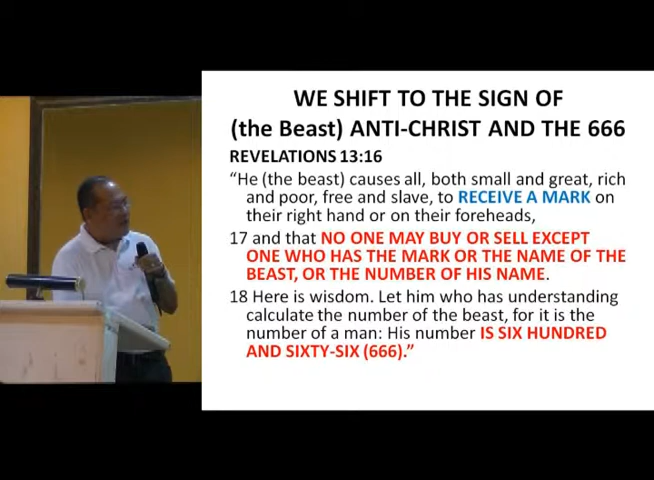 WE SHIFT TO THE SIGN OF
(the Beast) ANTI-CHRIST AND THE 666
REVELATIONS 13:16
“He (the beast) causes all, both small and great, rich
and poor, free and slave, to RECEIVE A MARK on
their right hand or on their foreheads,
17 and that NO ONE MAY BUY OR SELL EXCEPT
ONE WHO HAS THE MARK OR THE NAME OF THE
BEAST, OR THE NUMBER OF HIS NAME.
18 Here is wisdom. Let him who has understanding
calculate the number of the beast, for it is the
number of a man: His number IS SIX HUNDRED
AND SIXTY-SIX (666).”